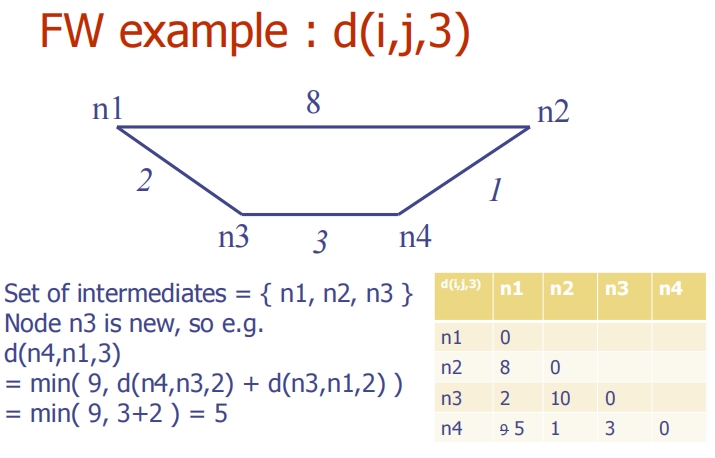 FW example : d(i,j,3)
n1 8 n2
2 1
n3 3 n4
Set of intermediates = { n1, n2, n3 }
Node n3 is new, so e.g.
d(n4,n1,3)
= min( 9, d(n4,n3,2) + d(n3,n1,2) )
= min( 9, 3+2 ) = 5
d(i,j,3) n1 n2 n3 n4
n1 0
n2 8 0
n3 2 10 0
n4 9 5 1 3 0